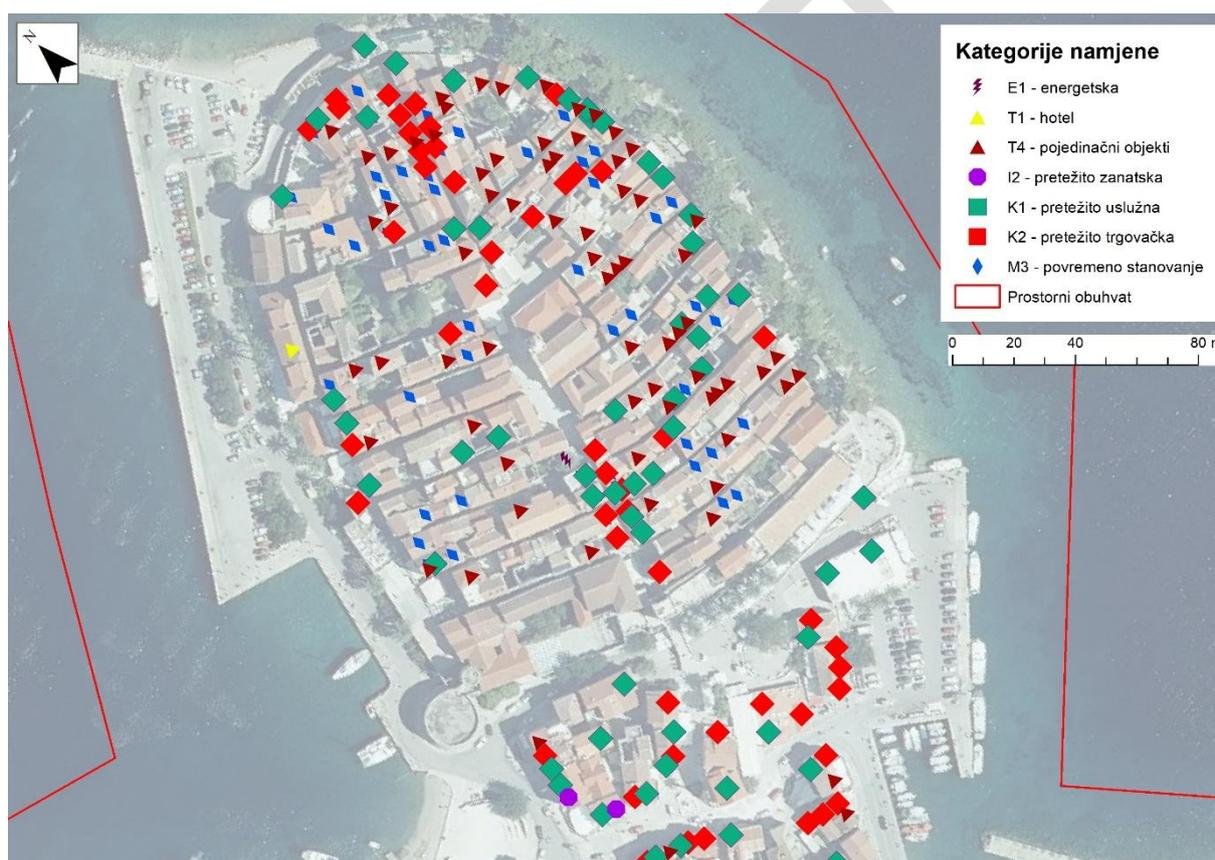 N
Kategorije namjene
E1 - energetska
T1 - hotel
T4 - pojedinačni objekti
I2 - pretežito zanatska
K1 - pretežito uslužna
K2 - pretežito trgovačka
M3 - povremeno stanovanje
Prostorni obuhvat
0 20 40 80